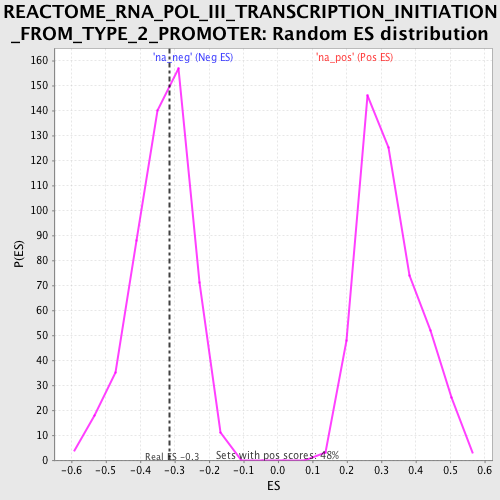 REACTOME_RNA_POL_III_TRANSCRIPTION_INITIATION
_FROM_TYPE_2_PROMOTER: Random ES distribution
'na_neg' (Neg ES) 'na_pos' (Pos ES)
160
150
140
130
120
110
100
90
80
70
60
50
40
30
20
10
0
P(ES)
Real ES -0.3 Sets with pos scores: 48%
-0.6 -0.5 -0.4 -0.3 -0.2 -0.1 0.0 0.1 0.2 0.3 0.4 0.5 0.6
ES